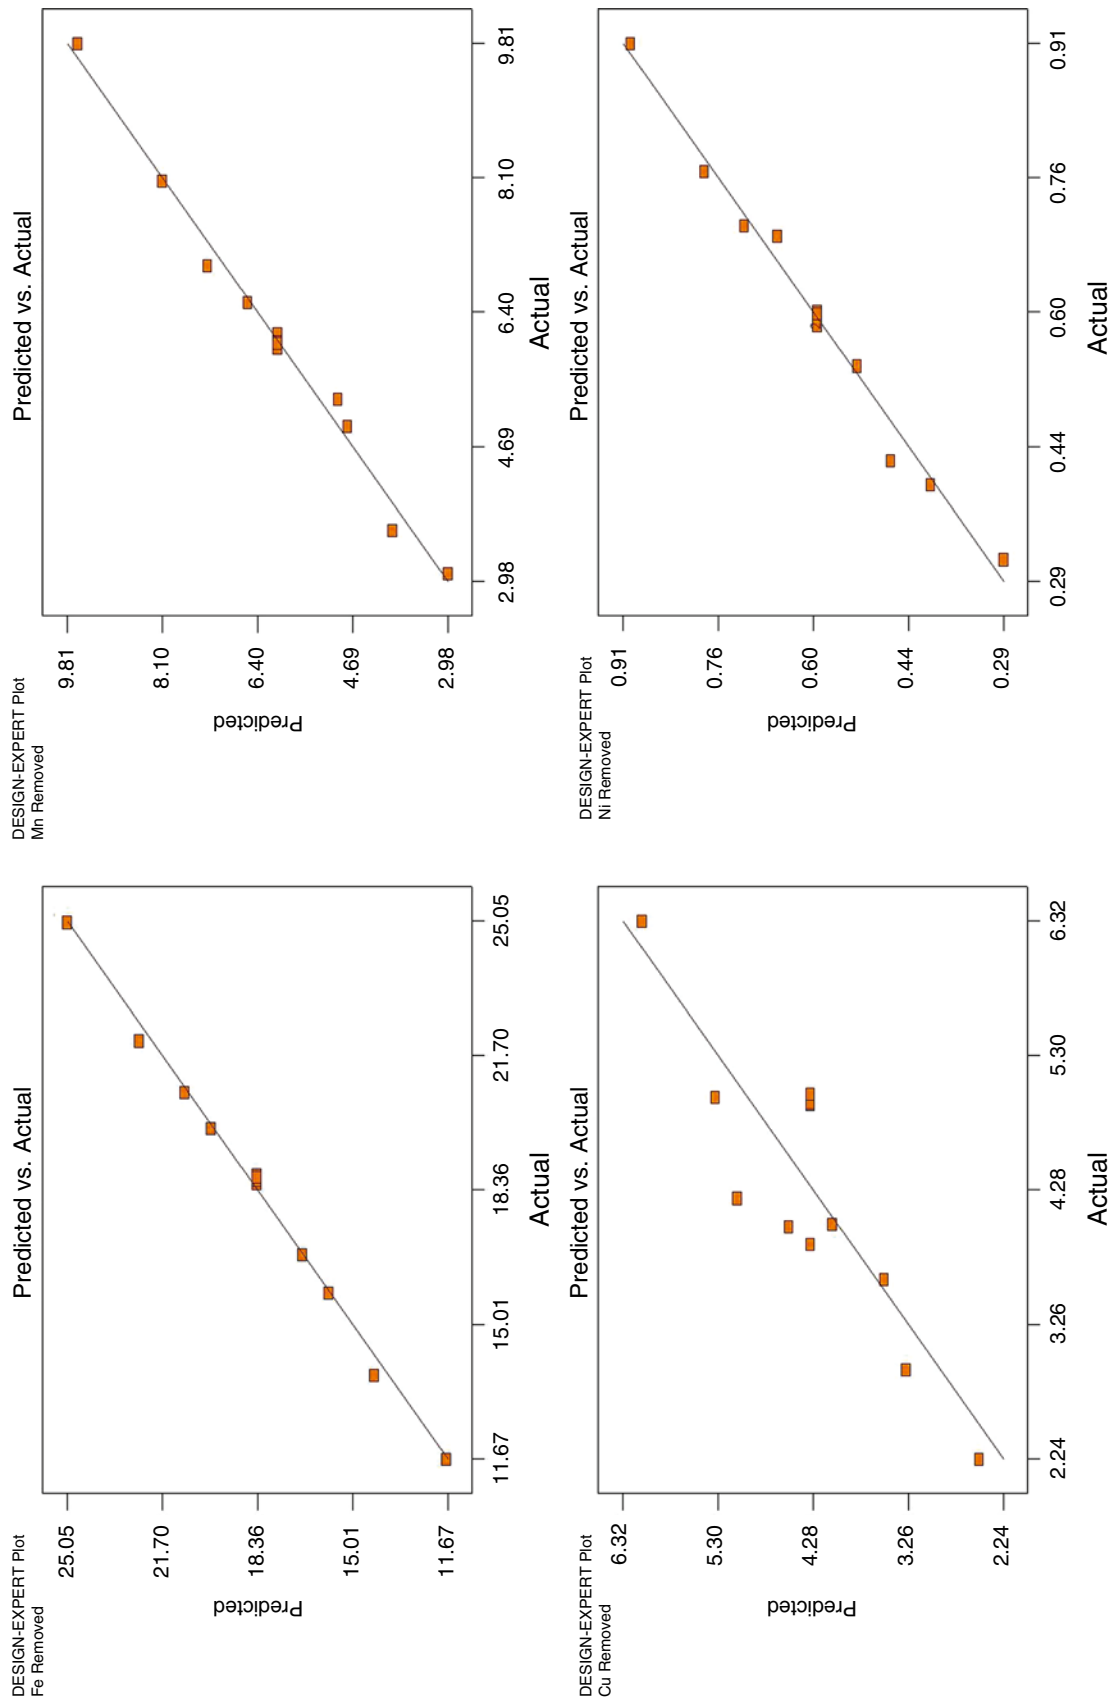 DESIGN-EXPERT Plot
Fe Removed
Predicted vs. Actual
25.05
21.70
18.36
15.01
11.67
Predicted
11.67
15.01
18.36
21.70
25.05
Actual
DESIGN-EXPERT Plot
Mn Removed
Predicted vs. Actual
9.81
8.10
6.40
4.69
2.98
Predicted
2.98
4.69
6.40
8.10
9.81
Actual
DESIGN-EXPERT Plot
Cu Removed
Predicted vs. Actual
6.32
5.30
4.28
3.26
2.24
Predicted
2.24
3.26
4.28
5.30
6.32
Actual
DESIGN-EXPERT Plot
Ni Removed
Predicted vs. Actual
0.91
0.76
0.60
0.44
0.29
Predicted
0.29
0.44
0.60
0.76
0.91
Actual